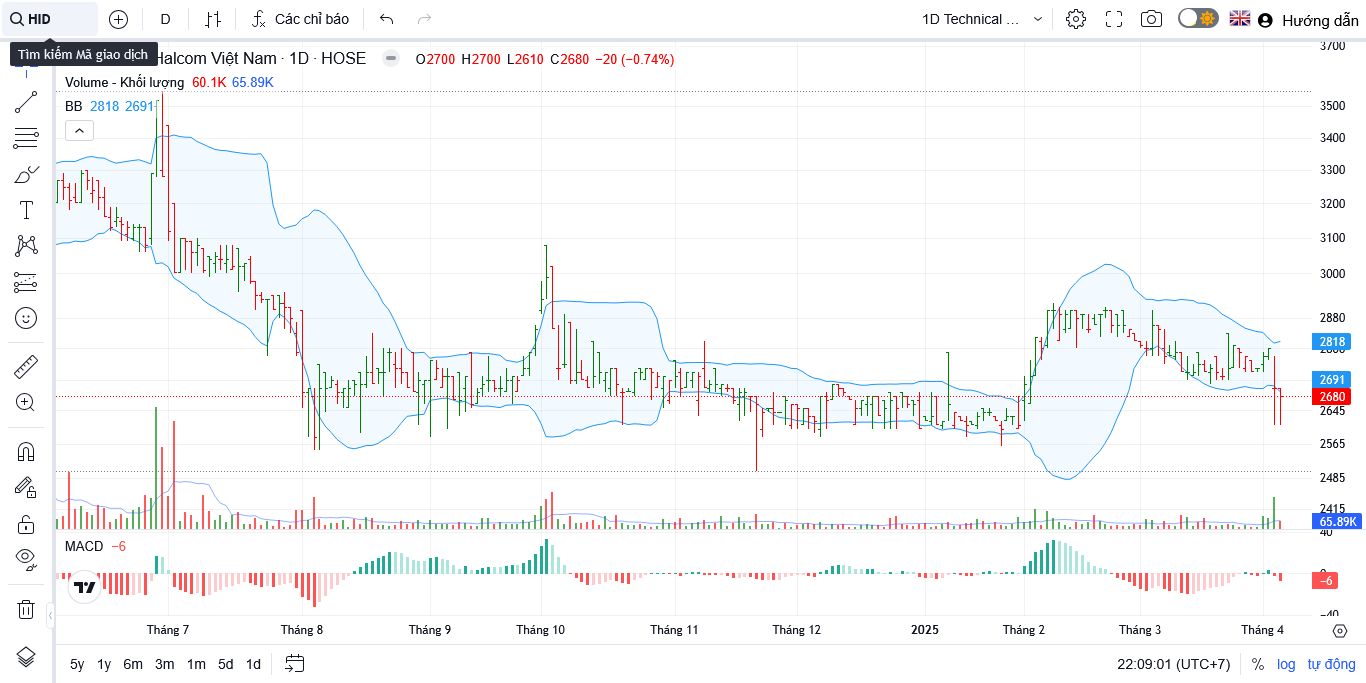 HID
D
Các chỉ báo
1D Technical ...
Hướng dẫn
Tìm kiếm Mã giao dịch
Halcom Việt Nam · 1D · HOSE
O2700 H2700 L2610 C2680 −20 (−0.74%)
Volume - Khối lượng 60.1K 65.89K
BB 2818 2691
3700
3500
3400
3300
3200
3100
3000
2880
2818
2800
2691
2680
2645
2565
2485
2415
65.89K
MACD −6
40
0
−6
−40
Tháng 7 Tháng 8 Tháng 9 Tháng 10 Tháng 11 Tháng 12 2025 Tháng 2 Tháng 3 Tháng 4
5y 1y 6m 3m 1m 5d 1d
22:09:01 (UTC+7) % log tự động